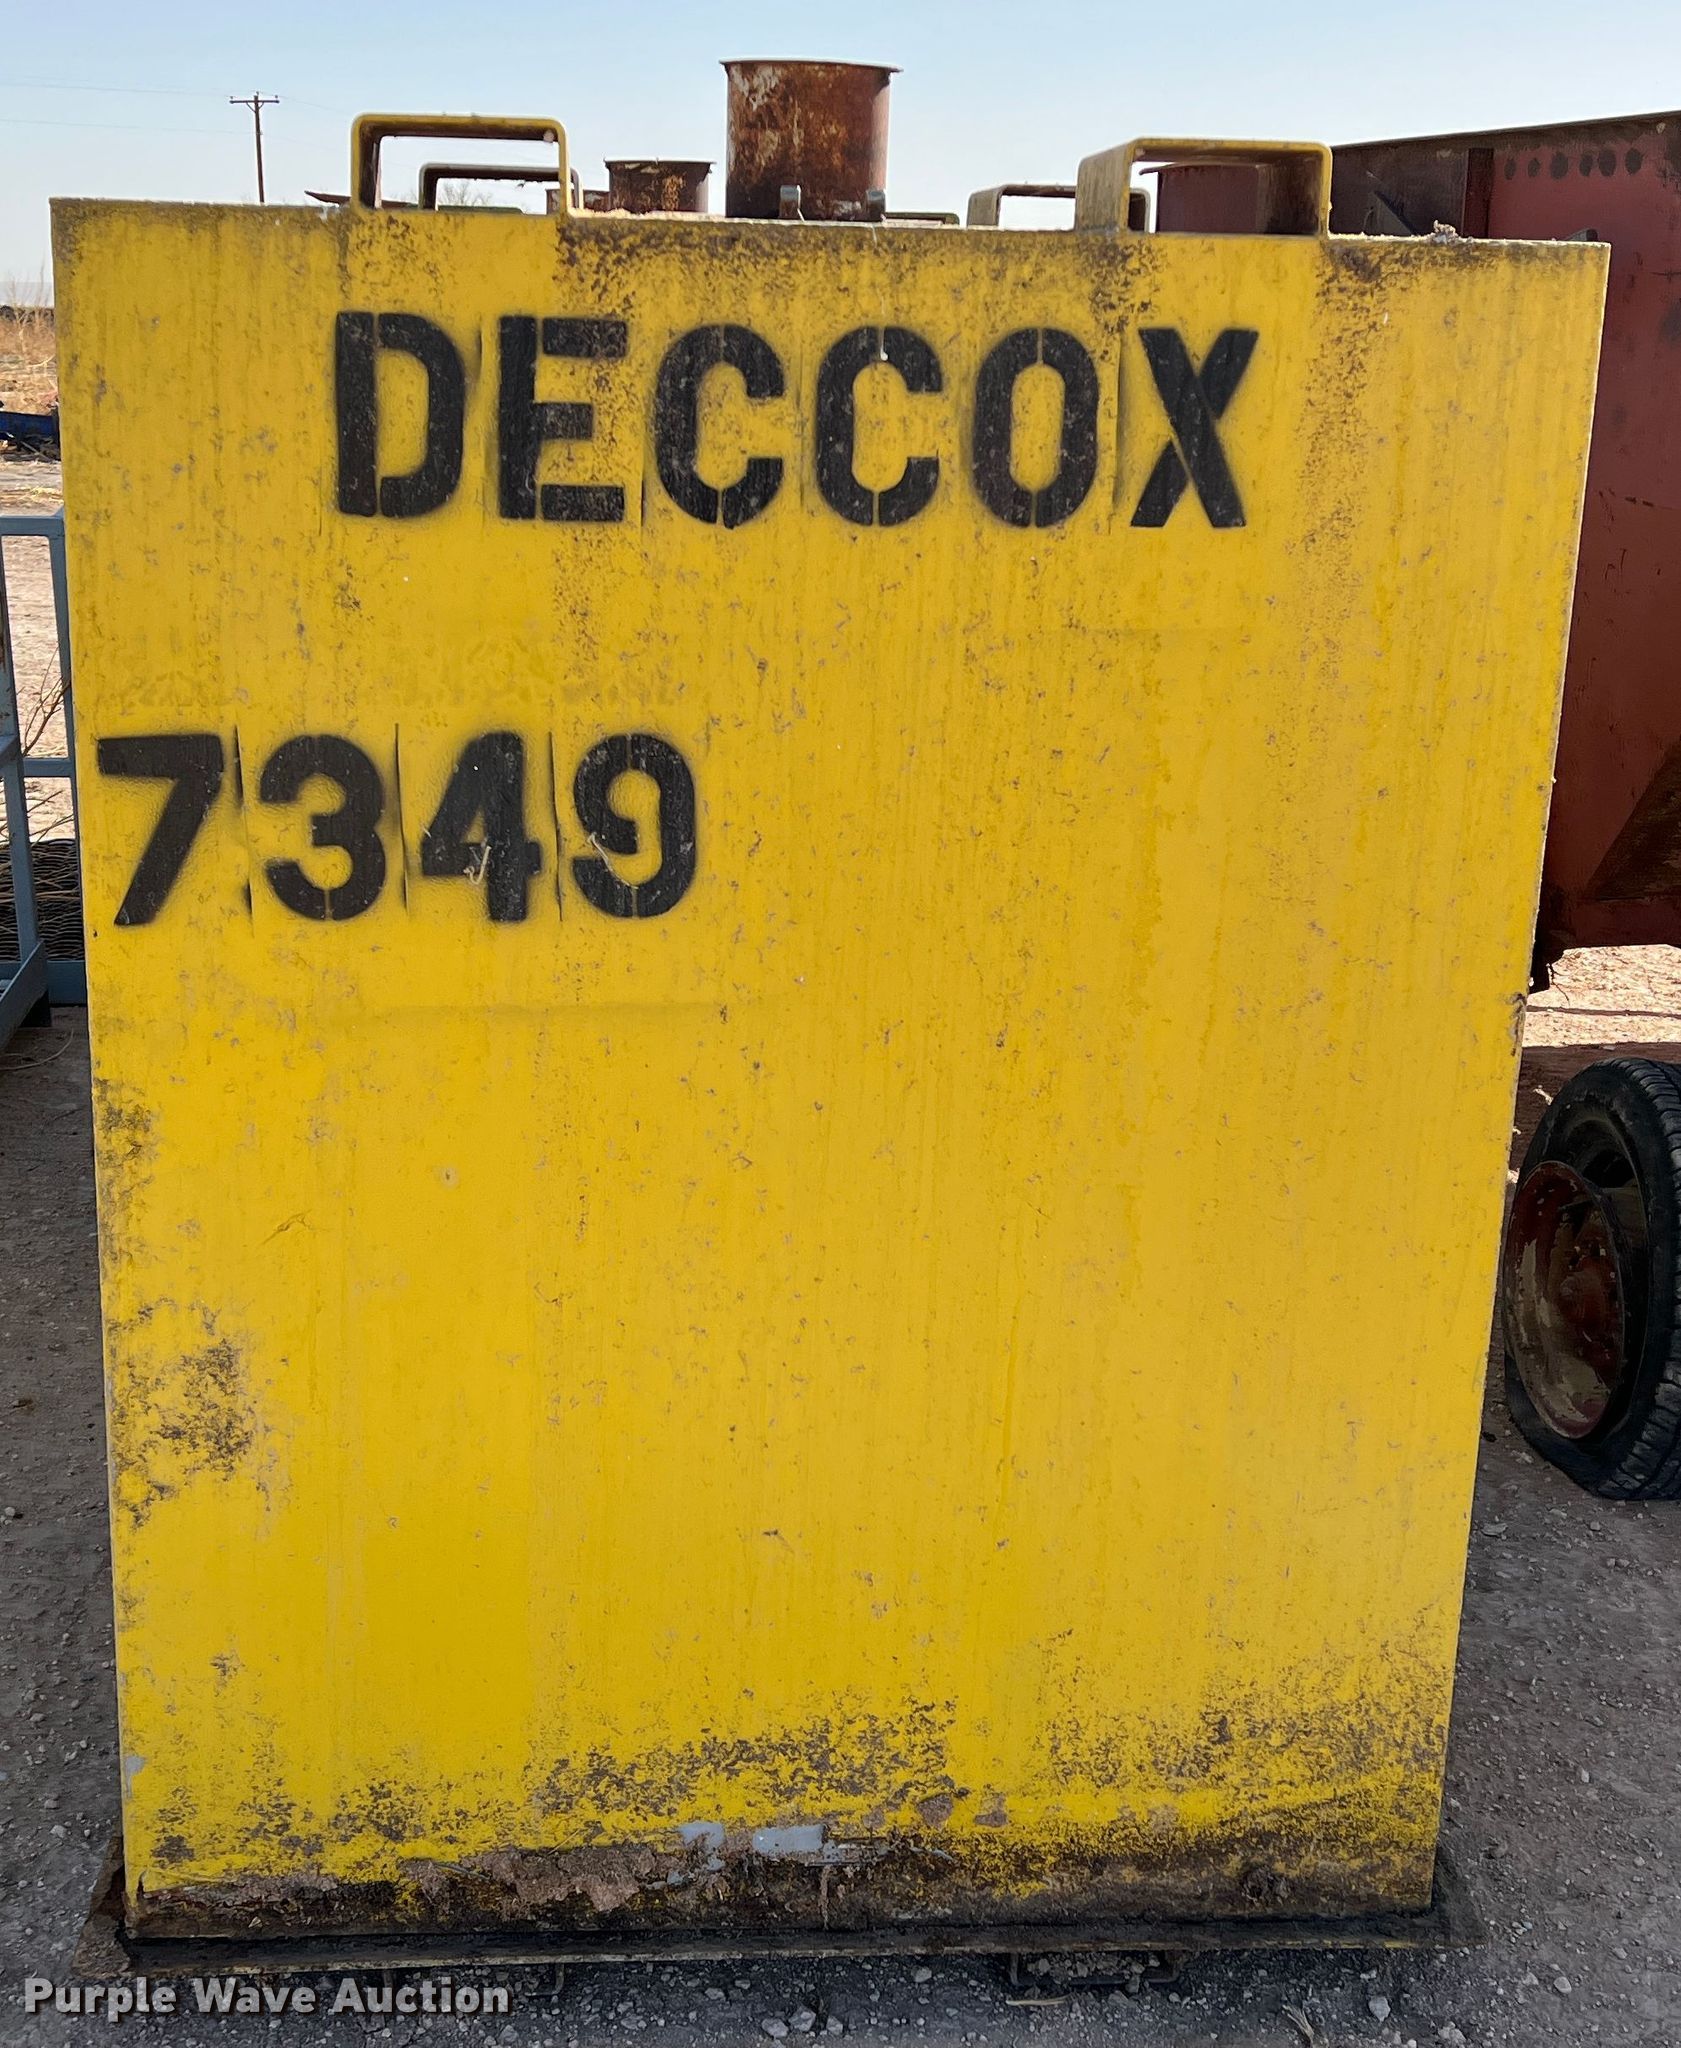 DECCOX
7349
Purple Wave Auction